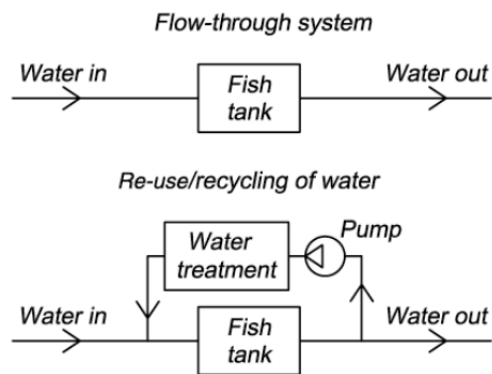 Flow-through system
Water in
Fish
tank
Water out
Re-use/recycling of water
Water
treatment
Pump
Water in
Fish
tank
Water out